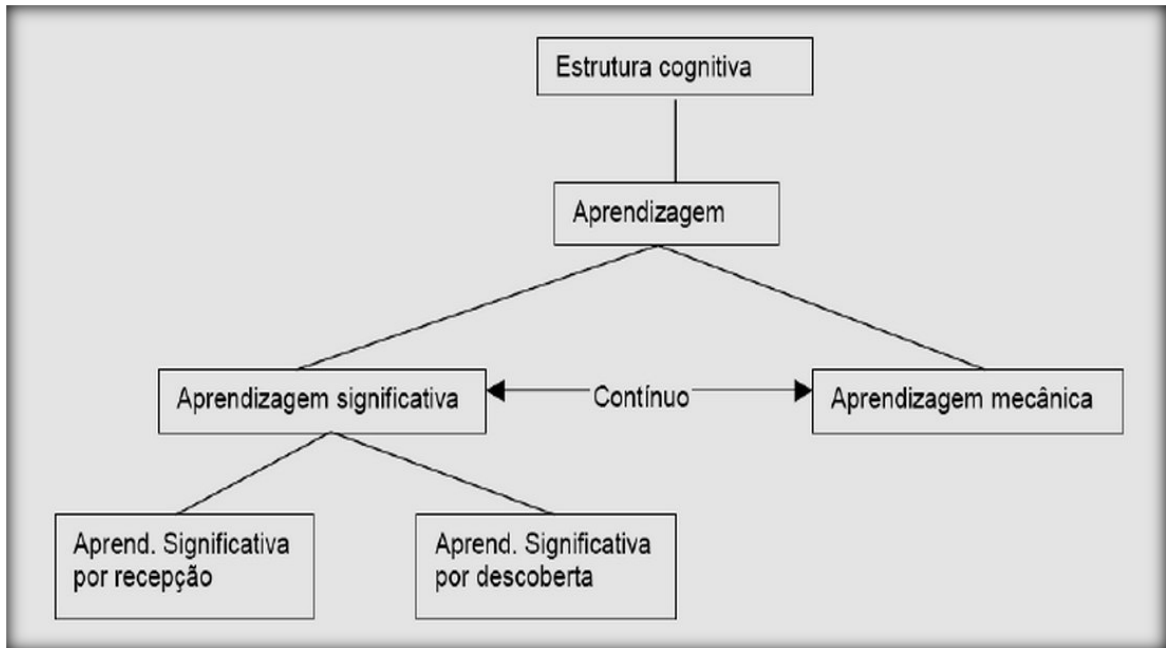 Estrutura cognitiva
Aprendizagem
Aprendizagem significativa
Contínuo
Aprendizagem mecânica
Aprend. Significativa
por recepção
Aprend. Significativa
por descoberta